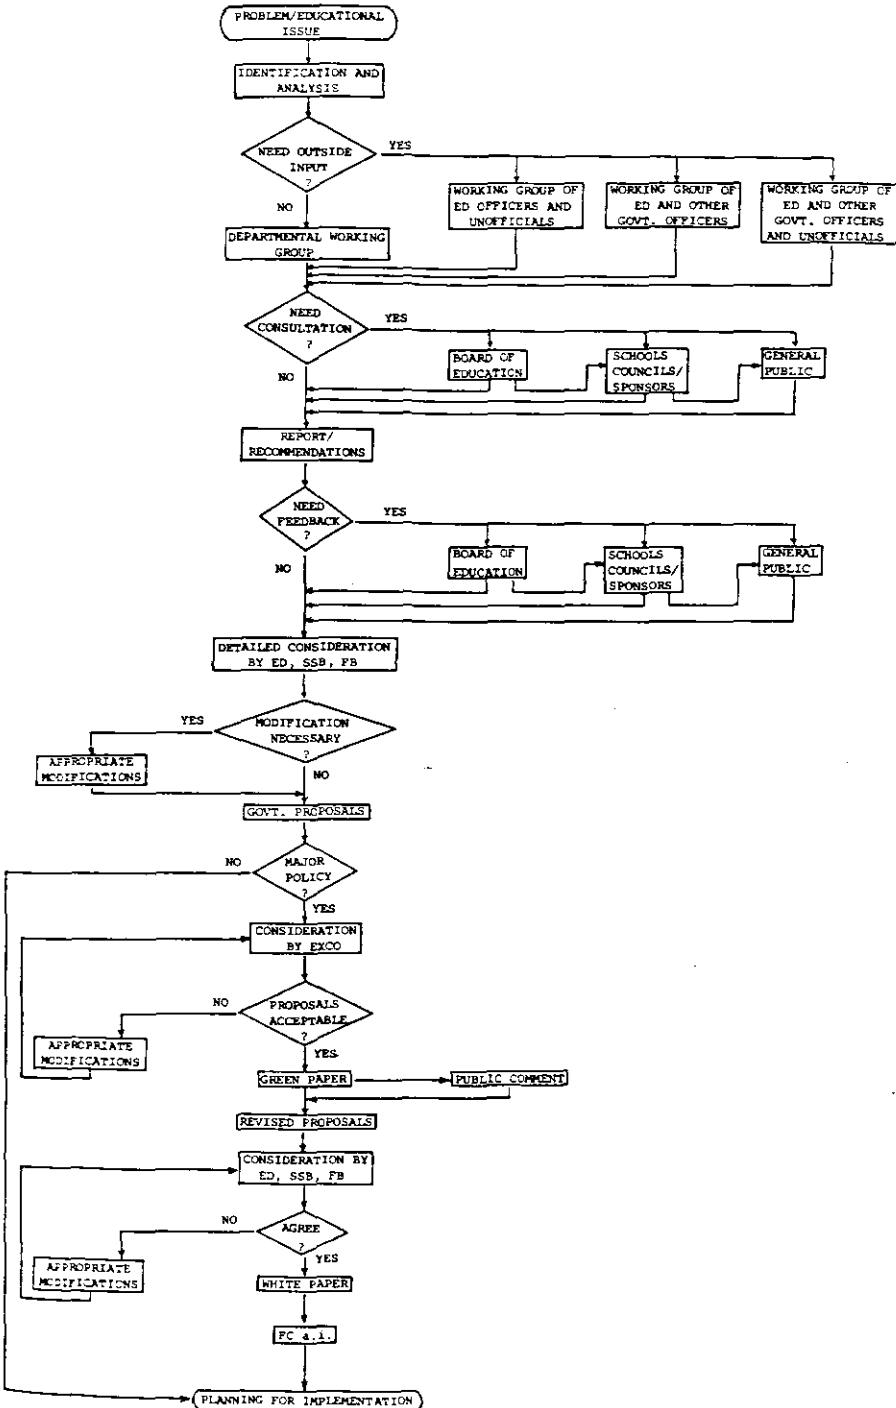 PROBLEM/EDUCATIONAL
ISSUE
IDENTIFICATION AND
ANALYSIS
NEED OUTSIDE
INPUT
?
YES
NO
WORKING GROUP OF
ED OFFICERS AND
UNOFFICIALS
WORKING GROUP OF
ED AND OTHER
GOVT. OFFICERS
WORKING GROUP OF
ED AND OTHER
GOVT. OFFICERS
AND UNOFFICIALS
DEPARTMENTAL WORKING
GROUP
NEED
CONSULTATION
?
YES
NO
BOARD OF
EDUCATION
SCHOOLS
COUNCILS/
SPONSORS
GENERAL
PUBLIC
REPORT/
RECOMMENDATIONS
NEED
FEEDBACK
?
YES
NO
BOARD OF
EDUCATION
SCHOOLS
COUNCILS/
SPONSORS
GENERAL
PUBLIC
DETAILED CONSIDERATION
BY ED, SSB, FB
MODIFICATION
NECESSARY
?
YES
NO
APPROPRIATE
MODIFICATIONS
GOVT. PROPOSALS
MAJOR
POLICY
?
NO
YES
CONSIDERATION
BY EXCO
PROPOSALS
ACCEPTABLE
?
NO
YES
APPROPRIATE
MODIFICATIONS
GREEN PAPER
PUBLIC COMMENT
REVISED PROPOSALS
CONSIDERATION BY
ED, SSB, FB
AGREE
?
NO
YES
APPROPRIATE
MODIFICATIONS
WHITE PAPER
FC a.i.
PLANNING FOR IMPLEMENTATION